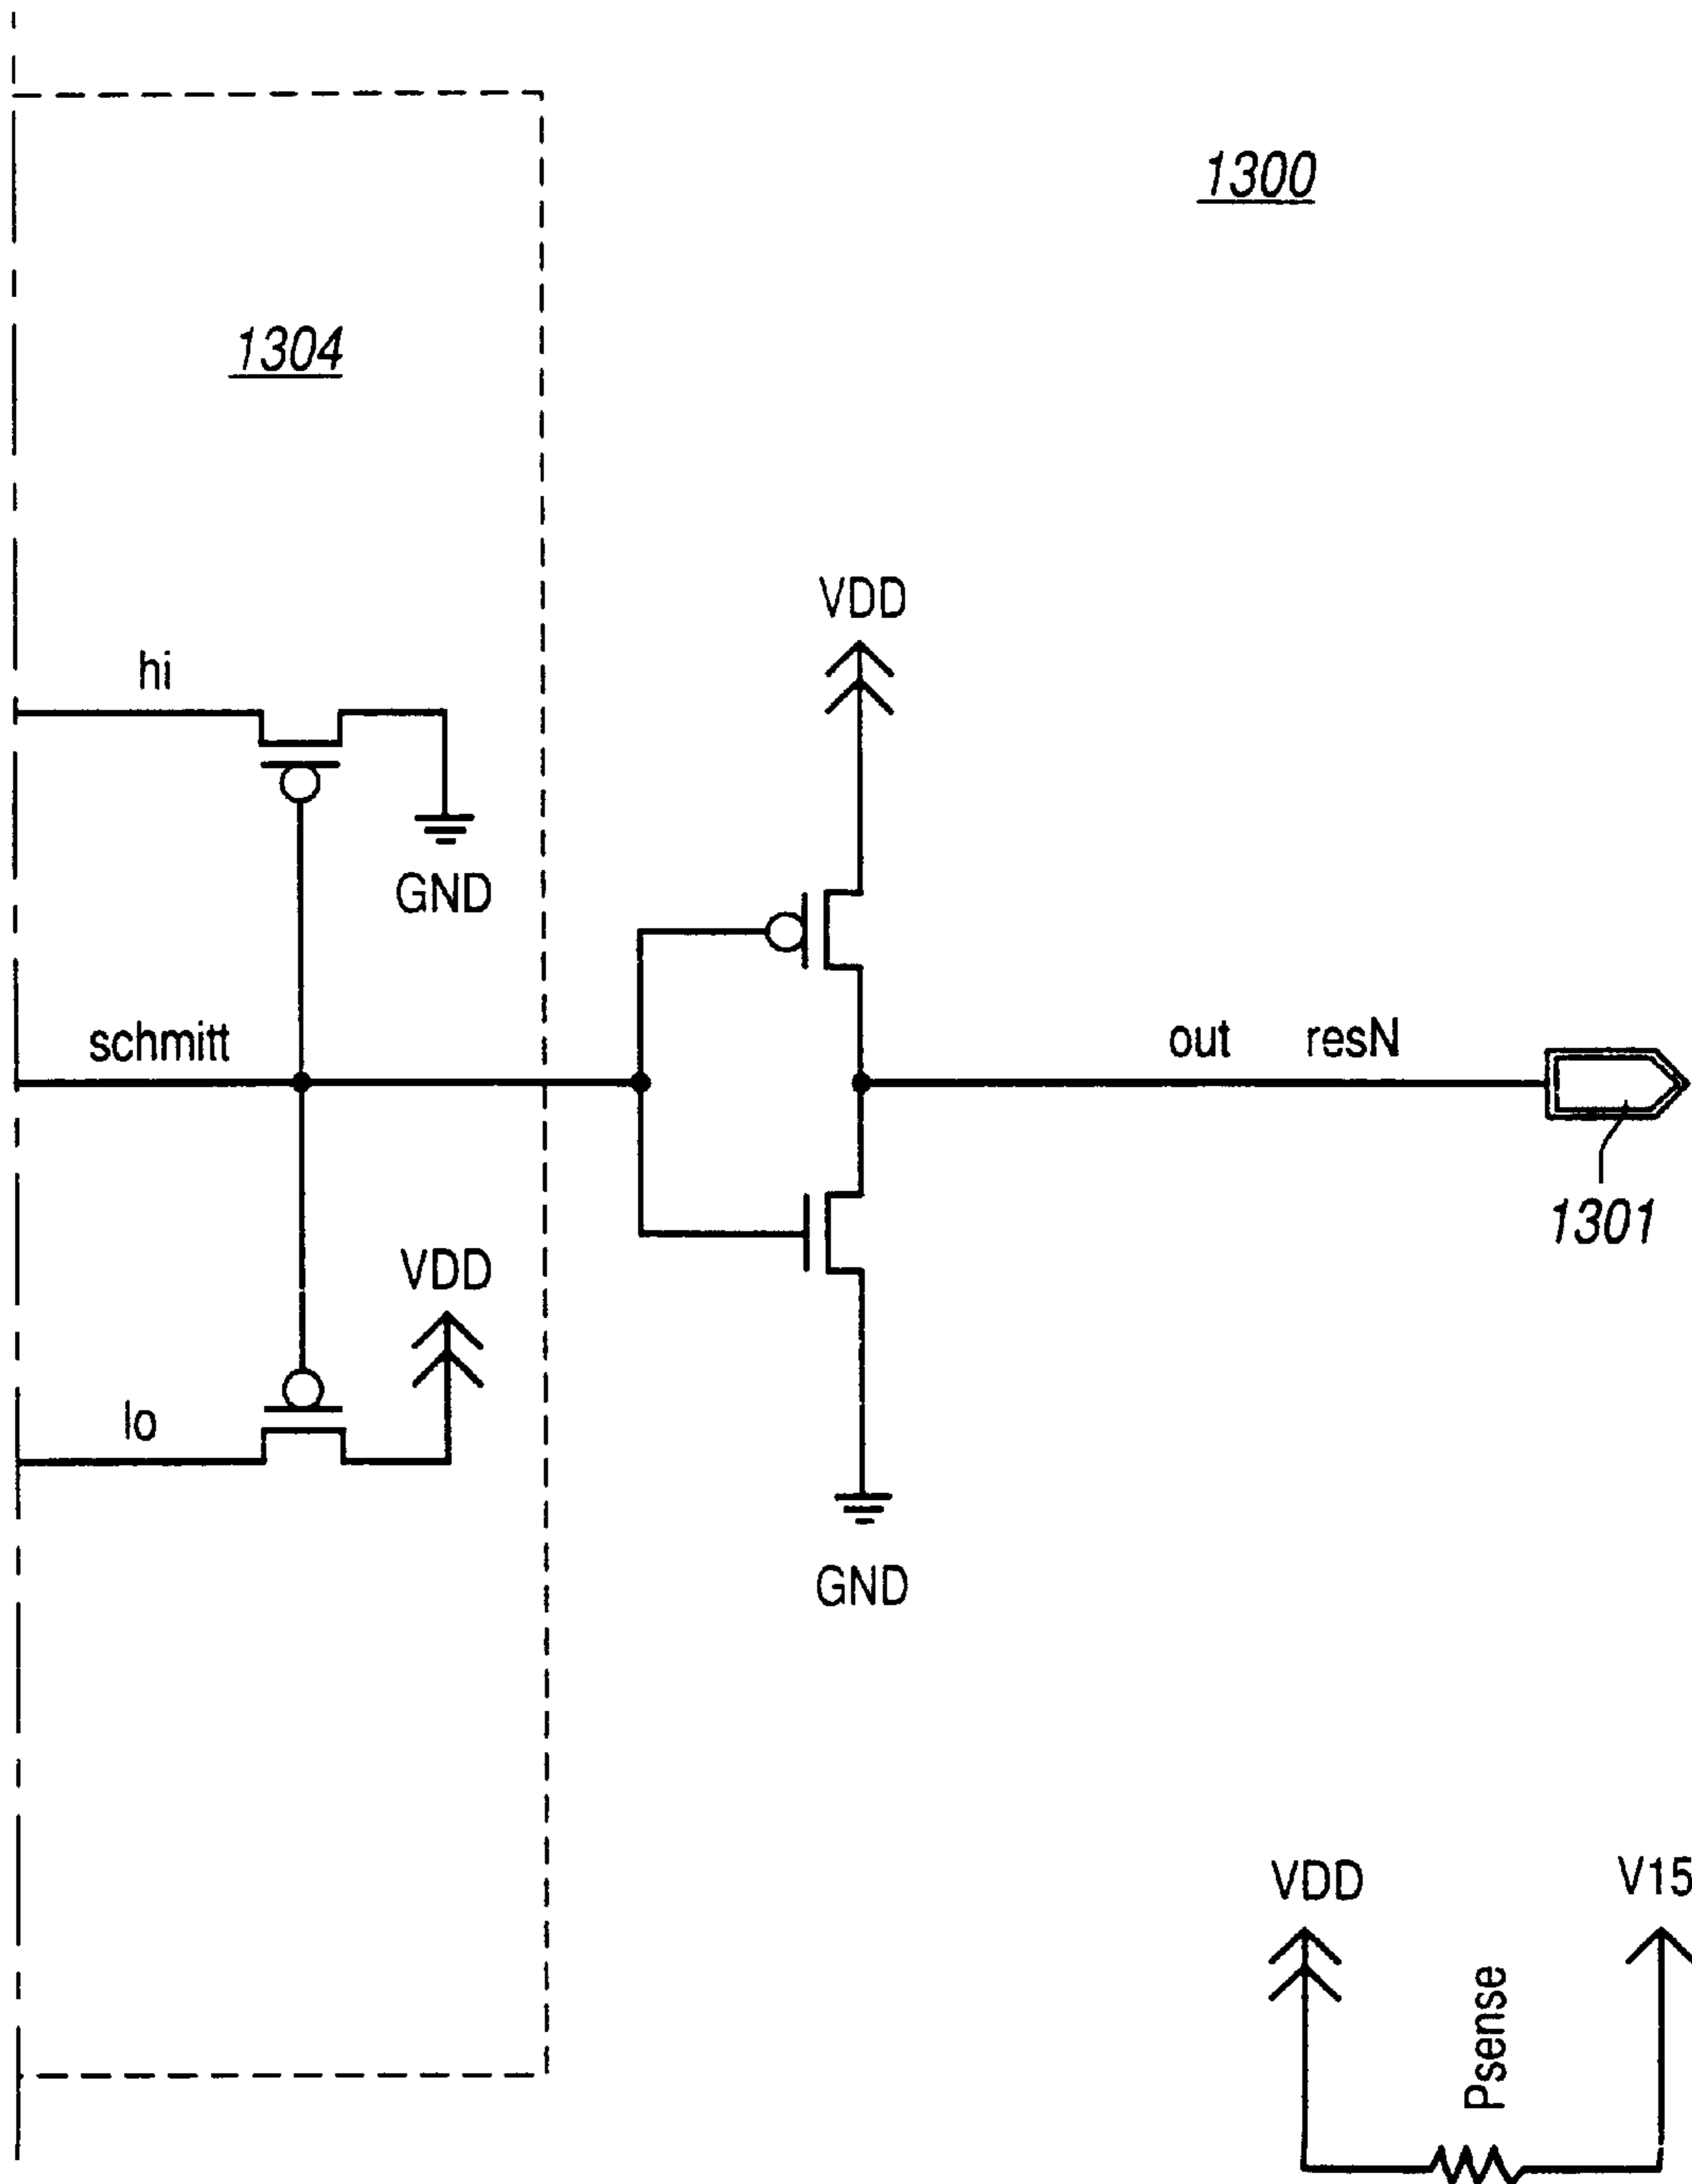 1300
1304
VDD
hi
GND
schmitt
out resN
1301
VDD
lo
GND
VDD
V15
Psense